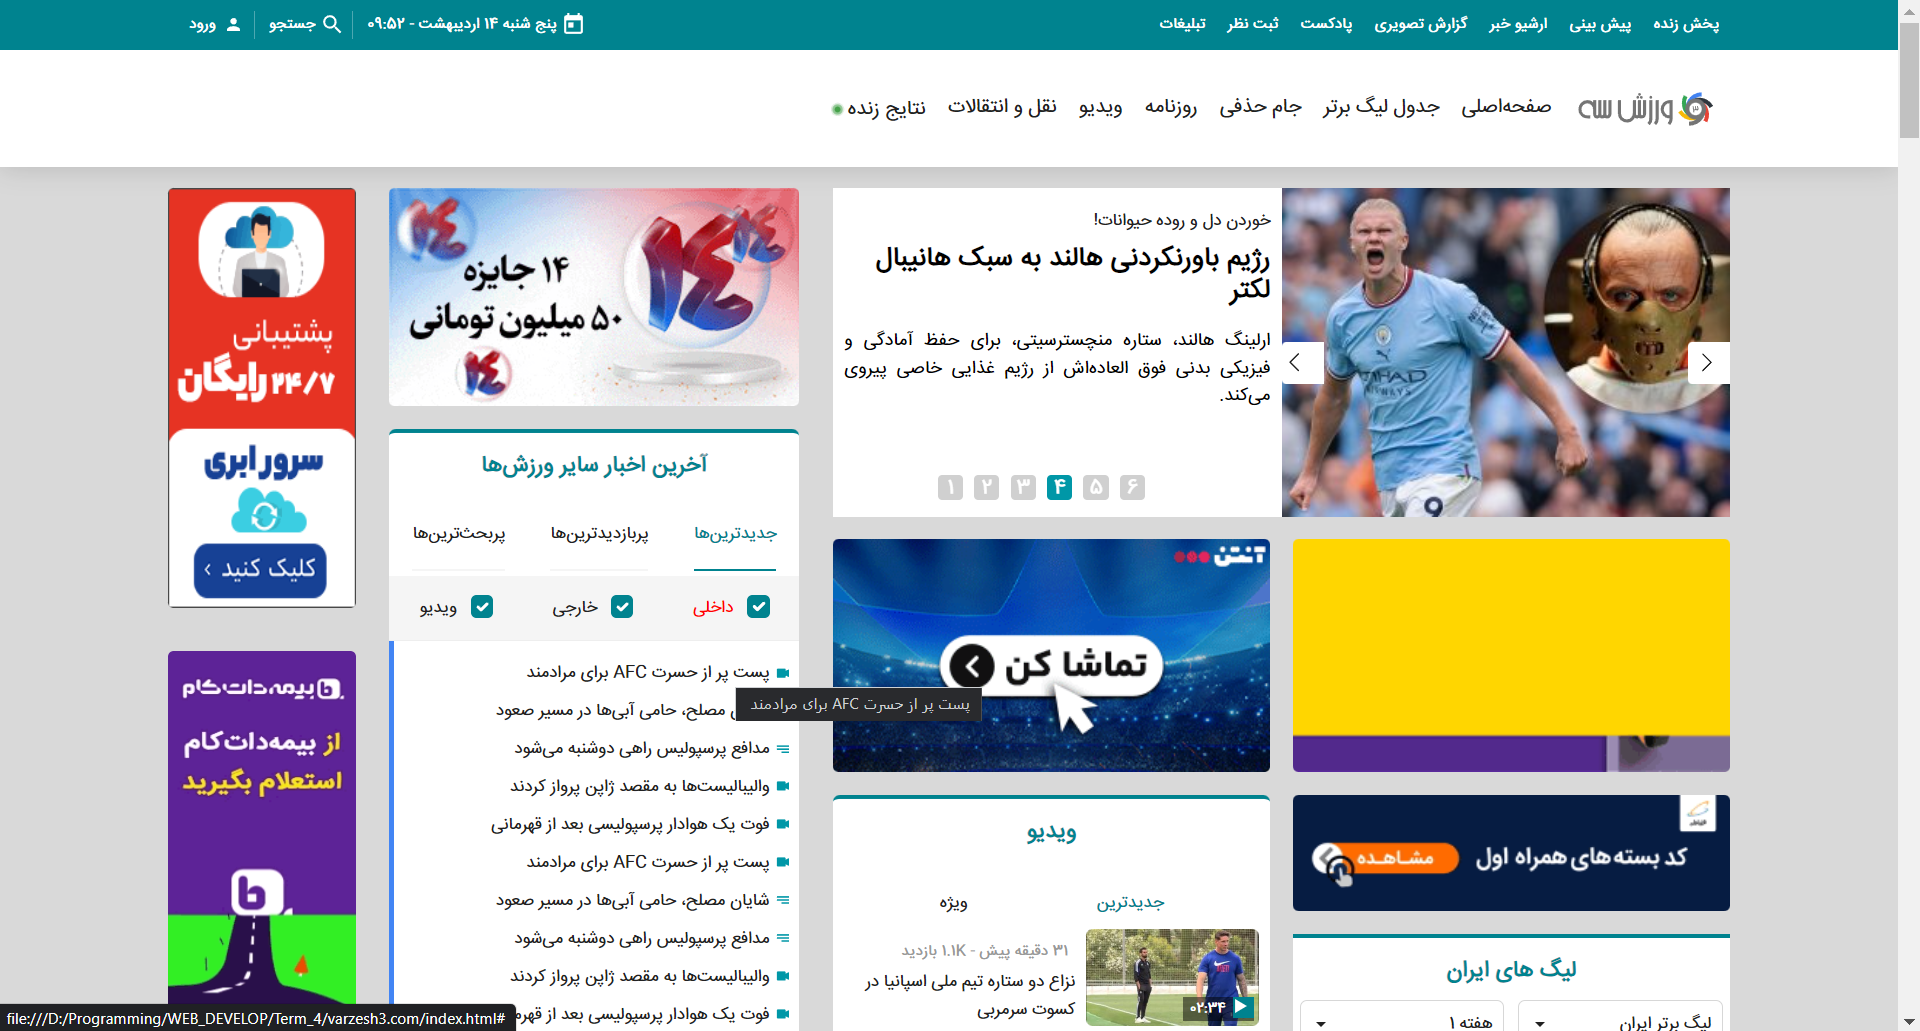 پخش زنده
پیش بینی
ارشیو خبر
گزارش تصویری
پادکست
ثبت نظر
تبلیغات
پنج شنبه ۱۴ اردیبهشت - ۰۹:۵۲
جستجو
ورود
ورزش سه
صفحه‌اصلی
جدول لیگ برتر
جام حذفی
روزنامه
ویدیو
نقل و انتقالات
نتایج زنده
خوردن دل و روده حیوانات!
رژیم باورنکردنی هالند به سبک هانیبال
لکتر
ارلینگ هالند، ستاره منچسترسیتی، برای حفظ آمادگی و
فیزیکی بدنی فوق العاده‌اش از رژیم غذایی خاصی پیروی
می‌کند.
۱ ۲ ۳ ۴ ۵ ۶
ETIHAD
AIRWAYS
9
۱۴ جایزه
۵۰ میلیون تومانی
۱۴
پشتیبانی
۲۴/۷ رایگان
سرور ابری
کلیک کنید
آخرین اخبار سایر ورزش‌ها
جدیدترین‌ها
پربازدیدترین‌ها
پربحث‌ترین‌ها
داخلی
خارجی
ویدیو
پست پر از حسرت AFC برای مرادمند
پست پر از حسرت AFC برای مرادمند
مصلح، حامی آبی‌ها در مسیر صعود
مدافع پرسپولیس راهی دوشنبه می‌شود
والیبالیست‌ها به مقصد ژاپن پرواز کردند
فوت یک هوادار پرسپولیسی بعد از قهرمانی
پست پر از حسرت AFC برای مرادمند
شایان مصلح، حامی آبی‌ها در مسیر صعود
مدافع پرسپولیس راهی دوشنبه می‌شود
والیبالیست‌ها به مقصد ژاپن پرواز کردند
فوت یک هوادار پرسپولیسی بعد از
آنتن
تماشا کن
بیمه‌دات‌کام
از بیمه‌دات‌کام
استعلام بگیرید
کد بسته های همراه اول
مشاهده
ویدیو
جدیدترین
ویژه
۳۱ دقیقه پیش - ۱.۱K بازدید
نزاع دو ستاره تیم ملی اسپانیا در
کسوت سرمربی
۰۲:۳۴
لیگ های ایران
لیگ برتر ایران
هفته ۱
file:///D:/Programming/WEB_DEVELOP/Term_4/varzesh3.com/index.html#